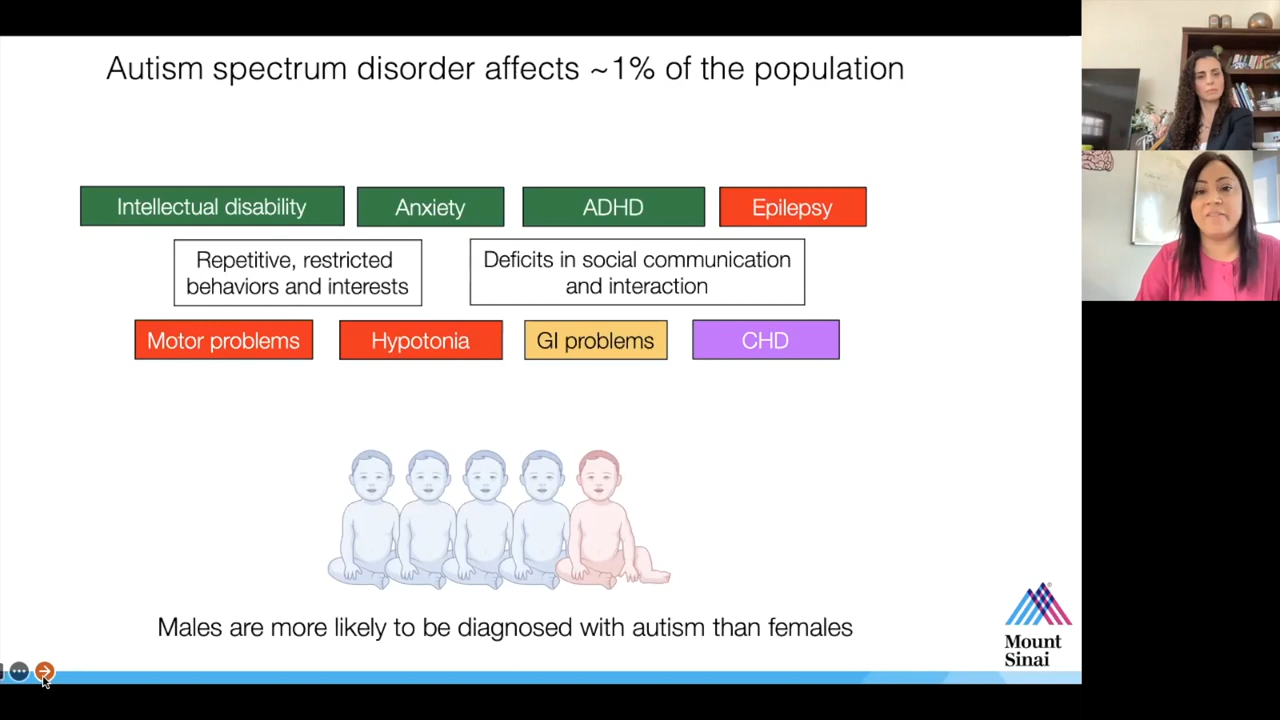 Autism spectrum disorder affects ~1% of the population
Intellectual disability
Anxiety
ADHD
Epilepsy
Repetitive, restricted
behaviors and interests
Deficits in social communication
and interaction
Motor problems
Hypotonia
GI problems
CHD
Males are more likely to be diagnosed with autism than females
Mount
Sinai